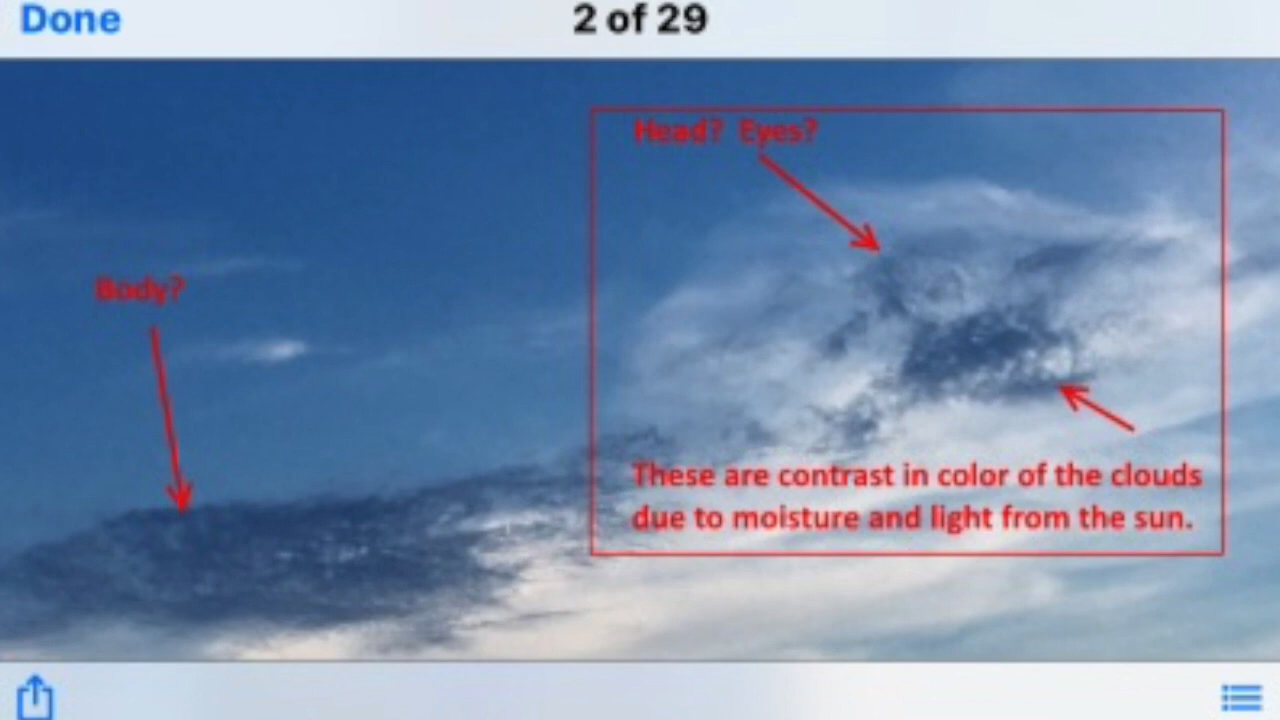 Done
2 of 29
Head? Eyes?
Body?
These are contrast in color of the clouds
due to moisture and light from the sun.